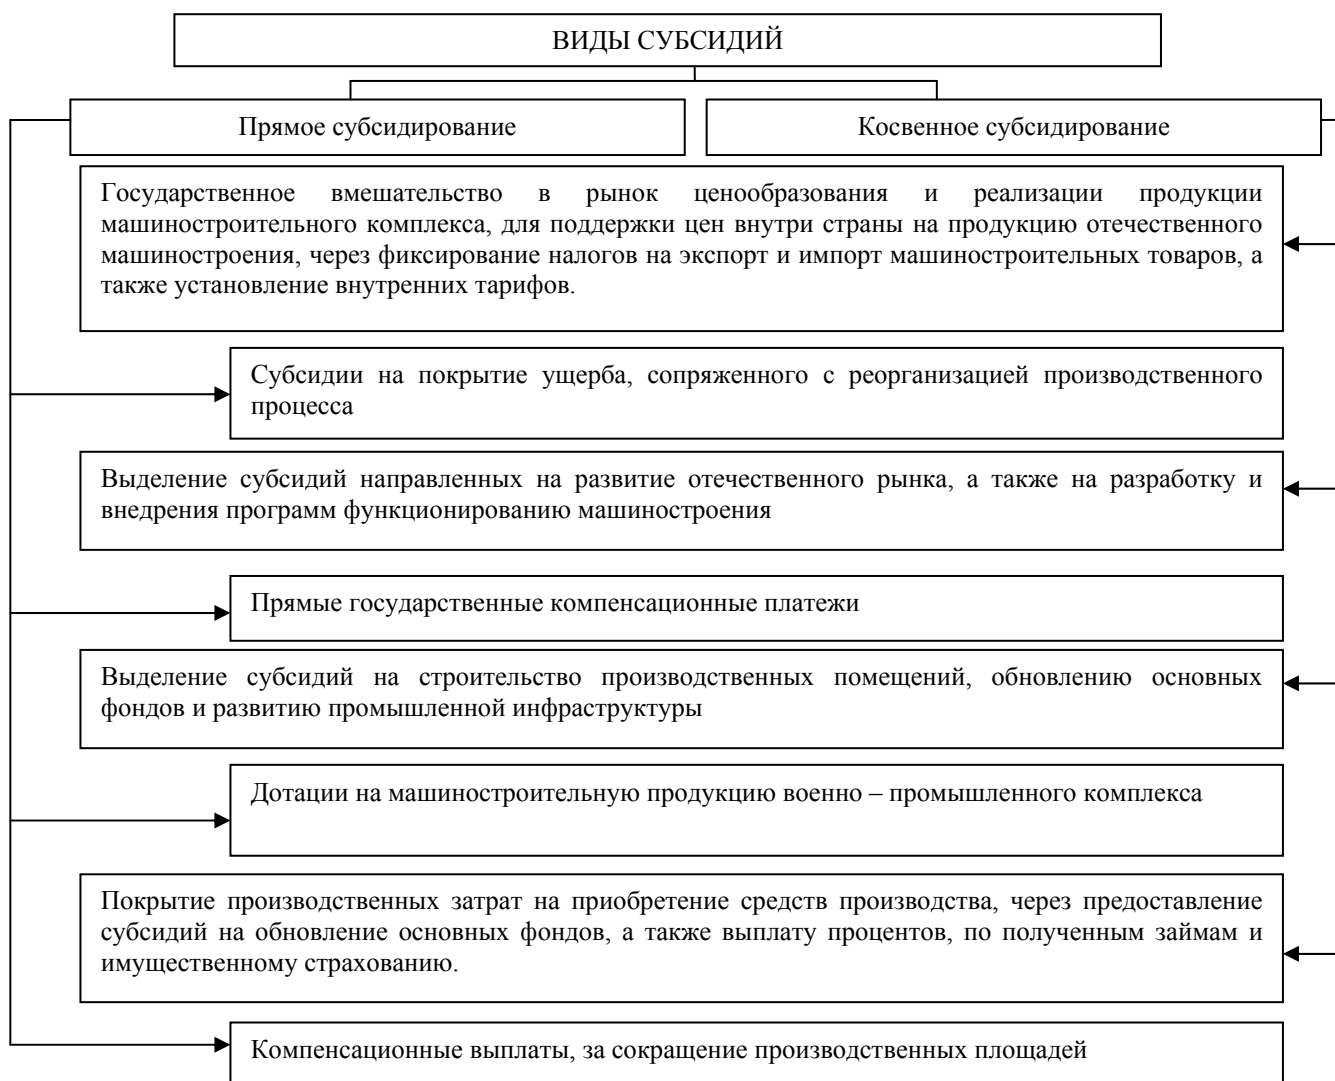 ВИДЫ СУБСИДИЙ
Прямое субсидирование
Косвенное субсидирование
Государственное вмешательство в рынок ценообразования и реализации продукции
машиностроительного комплекса, для поддержки цен внутри страны на продукцию отечественного
машиностроения, через фиксирование налогов на экспорт и импорт машиностроительных товаров, а
также установление внутренних тарифов.
Субсидии на покрытие ущерба, сопряженного с реорганизацией производственного
процесса
Выделение субсидий направленных на развитие отечественного рынка, а также на разработку и
внедрения программ функционированию машиностроения
Прямые государственные компенсационные платежи
Выделение субсидий на строительство производственных помещений, обновлению основных
фондов и развитию промышленной инфраструктуры
Дотации на машиностроительную продукцию военно – промышленного комплекса
Покрытие производственных затрат на приобретение средств производства, через предоставление
субсидий на обновление основных фондов, а также выплату процентов, по полученным займам и
имущественному страхованию.
Компенсационные выплаты, за сокращение производственных площадей